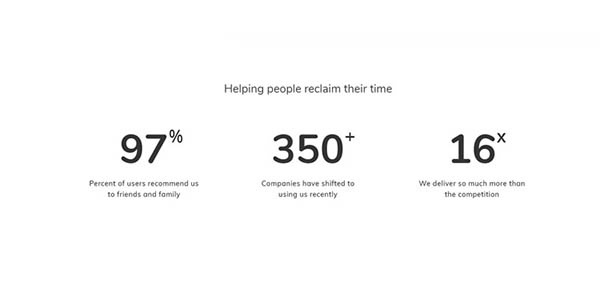 Helping people reclaim their time
97%
350+
16x
Percent of users recommend us
to friends and family
Companies have shifted to
using us recently
We deliver so much more than
the competition